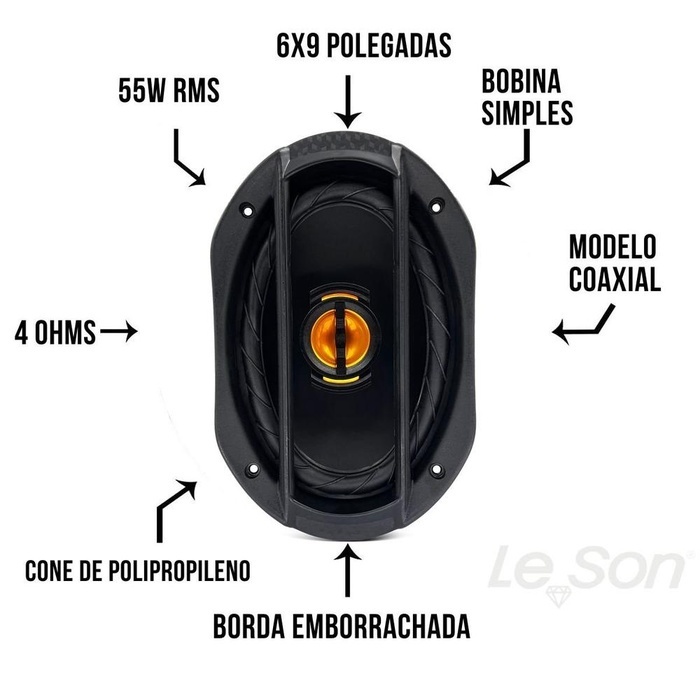 6X9 POLEGADAS
55W RMS
BOBINA
SIMPLES
MODELO
COAXIAL
4 OHMS
CONE DE POLIPROPILENO
BORDA EMBORRACHADA
Le Son